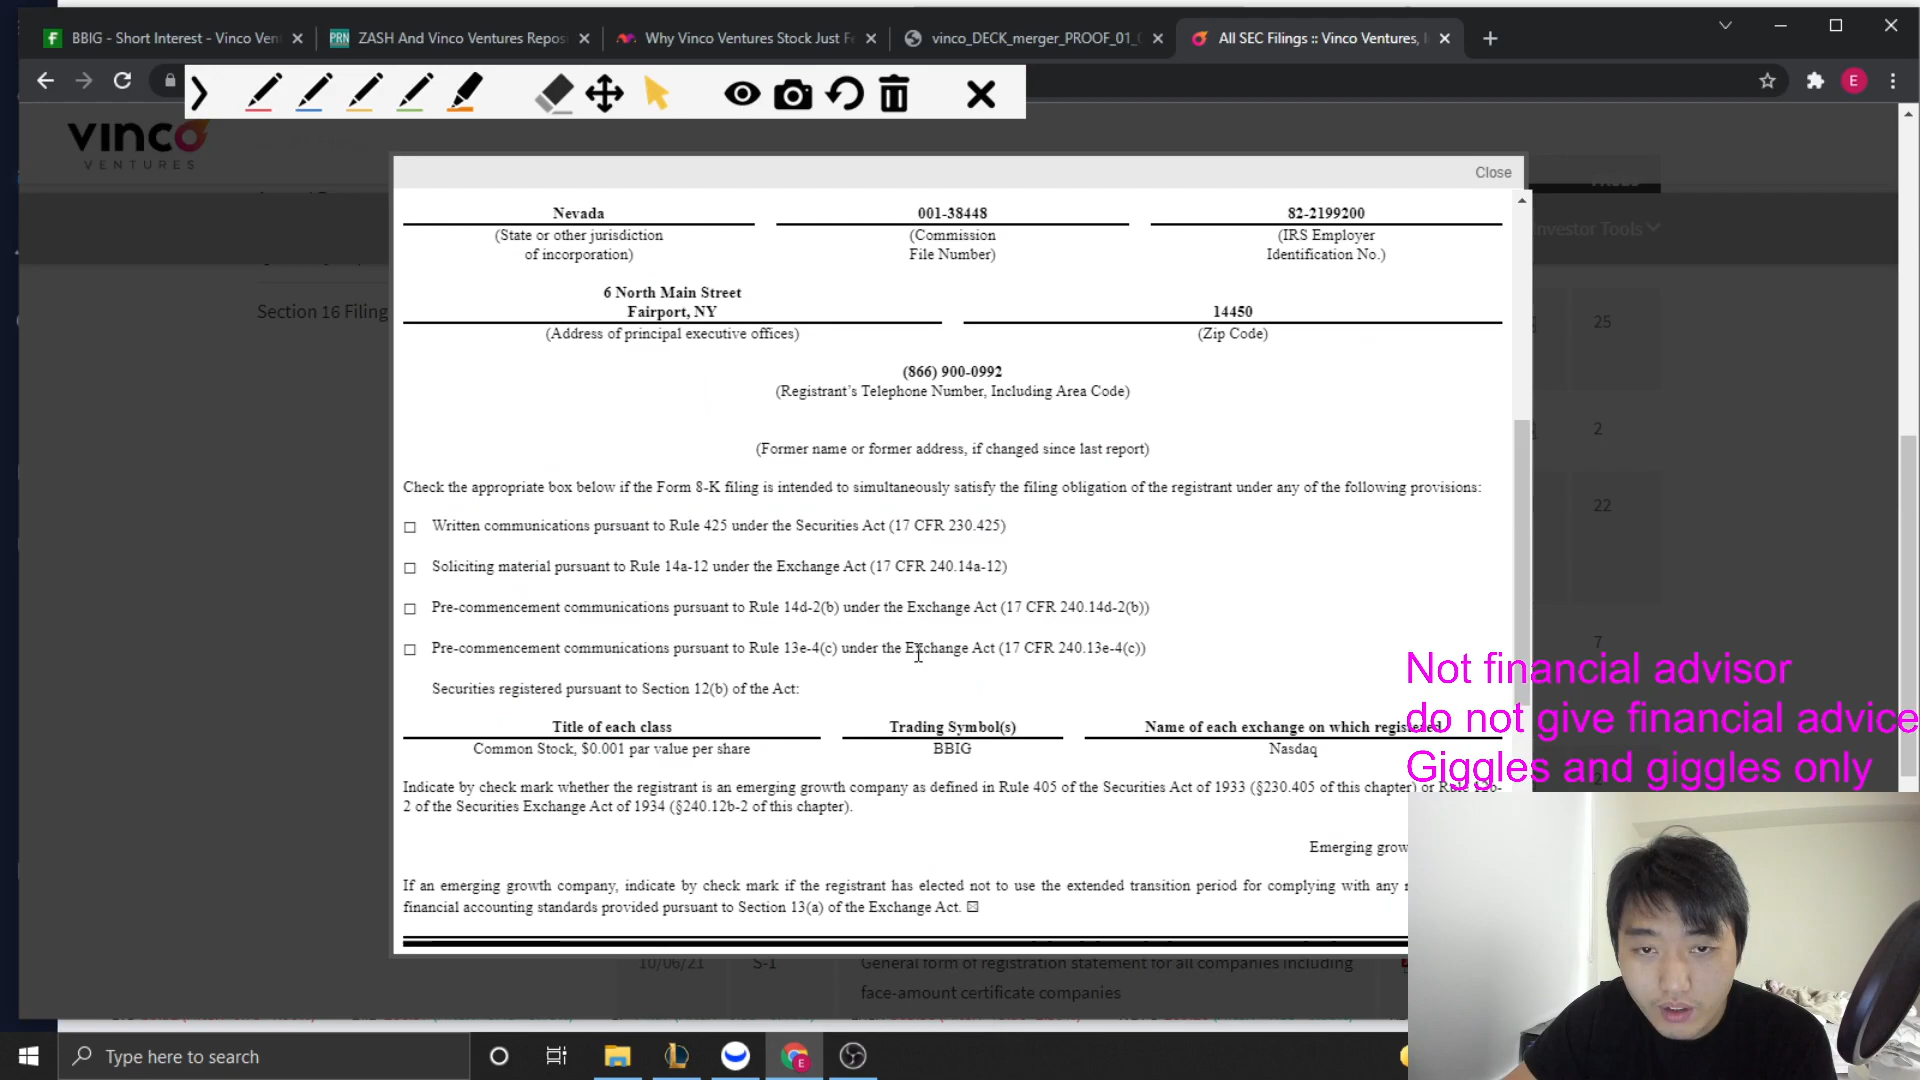 BBIG - Short Interest - Vinco Ven
ZASH And Vinco Ventures Repos
Why Vinco Ventures Stock Just Fe
vinco_DECK_merger_PROOF_01_
All SEC Filings :: Vinco Ventures, I
vinco
VENTURES
Close
Investor Tools
Section 16 Filing
25
2
22
7
Nevada
001-38448
82-2199200
(State or other jurisdiction
of incorporation)
(Commission
File Number)
(IRS Employer
Identification No.)
6 North Main Street
Fairport, NY
14450
(Address of principal executive offices)
(Zip Code)
(866) 900-0992
(Registrant's Telephone Number, Including Area Code)
(Former name or former address, if changed since last report)
Check the appropriate box below if the Form 8-K filing is intended to simultaneously satisfy the filing obligation of the registrant under any of the following provisions:
☐ Written communications pursuant to Rule 425 under the Securities Act (17 CFR 230.425)
☐ Soliciting material pursuant to Rule 14a-12 under the Exchange Act (17 CFR 240.14a-12)
☐ Pre-commencement communications pursuant to Rule 14d-2(b) under the Exchange Act (17 CFR 240.14d-2(b))
☐ Pre-commencement communications pursuant to Rule 13e-4(c) under the Exchange Act (17 CFR 240.13e-4(c))
Securities registered pursuant to Section 12(b) of the Act:
Title of each class
Trading Symbol(s)
Name of each exchange on which registered
Common Stock, $0.001 par value per share
BBIG
Nasdaq
Indicate by check mark whether the registrant is an emerging growth company as defined in Rule 405 of the Securities Act of 1933 (§230.405 of this chapter) or Rule 12b-
2 of the Securities Exchange Act of 1934 (§240.12b-2 of this chapter).
Emerging grow
If an emerging growth company, indicate by check mark if the registrant has elected not to use the extended transition period for complying with any
financial accounting standards provided pursuant to Section 13(a) of the Exchange Act. ☒
Not financial advisor
do not give financial advice
Giggles and giggles only
10/06/21
S-1
General form of registration statement for all companies including
face-amount certificate companies
Type here to search